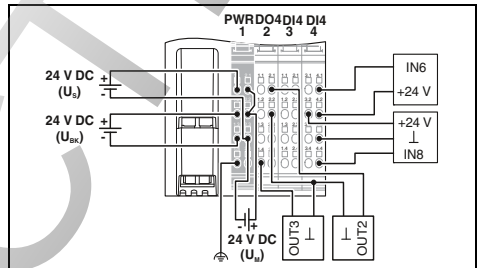 PWR DO4 DI4 DI4
1 2 3 4
24 V DC + -
(US)
24 V DC + -
(UBK)
IN6
+24 V
+24 V
⊥
IN8
- +
24 V DC
(UM)
OUT3 ⊥
⊥ OUT2